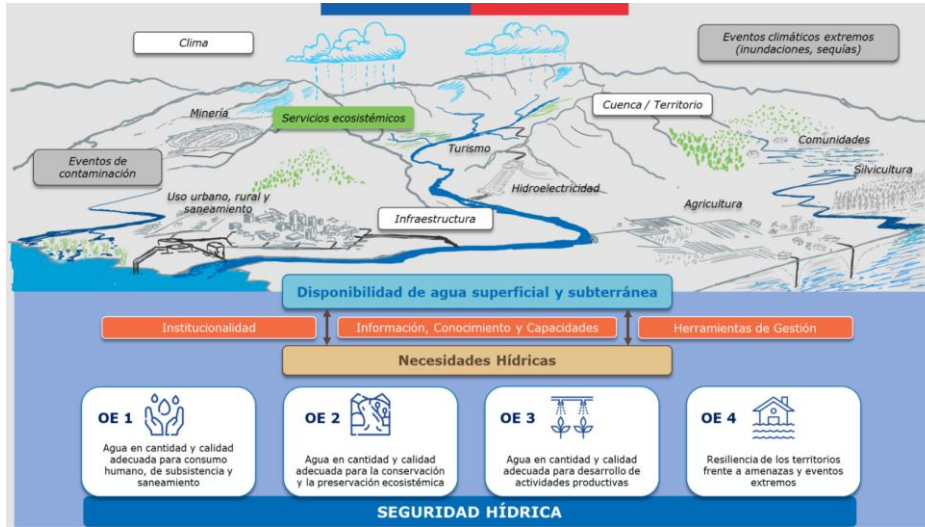 Clima
Eventos climáticos extremos
(inundaciones, sequías)
Minería
Servicios ecosistémicos
Cuenca / Territorio
Comunidades
Turismo
Eventos de
contaminación
Silvicultura
Hidroelectricidad
Uso urbano, rural y
saneamiento
Agricultura
Infraestructura
Disponibilidad de agua superficial y subterránea
Institucionalidad
Información, Conocimiento y Capacidades
Herramientas de Gestión
Necesidades Hídricas
OE 1
Agua en cantidad y calidad
adecuada para consumo
humano, de subsistencia y
saneamiento
OE 2
Agua en cantidad y calidad
adecuada para la conservación
y la preservación ecosistémica
OE 3
Agua en cantidad y calidad
adecuada para desarrollo de
actividades productivas
OE 4
Resiliencia de los territorios
frente a amenazas y eventos
extremos
SEGURIDAD HÍDRICA